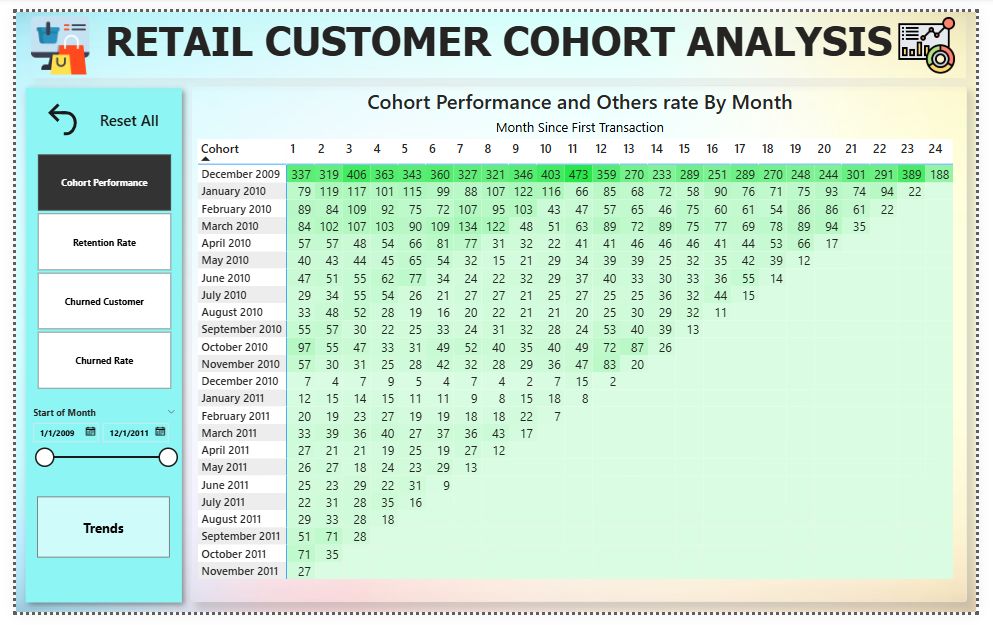 RETAIL CUSTOMER COHORT ANALYSIS
Reset All
Cohort Performance
Retention Rate
Churned Customer
Churned Rate
Start of Month
1/1/2009 12/1/2011
Trends
Cohort Performance and Others rate By Month
Month Since First Transaction
Cohort 1 2 3 4 5 6 7 8 9 10 11 12 13 14 15 16 17 18 19 20 21 22 23 24
December 2009 337 319 406 363 343 360 327 321 346 403 473 359 270 233 289 251 289 270 248 244 301 291 389 188
January 2010 79 119 117 101 115 99 88 107 122 116 66 85 68 72 58 90 76 71 75 93 74 94 22
February 2010 89 84 109 92 75 72 107 95 103 43 47 57 65 46 75 60 61 54 86 86 61 22
March 2010 84 102 107 103 90 109 134 122 48 51 63 89 72 89 75 77 69 78 89 94 35
April 2010 57 57 48 54 66 81 77 31 32 22 41 41 46 46 46 41 44 53 66 17
May 2010 40 43 44 45 65 54 32 15 21 29 34 39 39 25 32 35 42 39 12
June 2010 47 51 55 62 77 34 24 22 32 29 37 40 33 30 33 36 55 14
July 2010 29 34 55 54 26 21 27 27 21 25 27 25 25 36 32 44 15
August 2010 33 48 52 28 19 16 20 22 21 21 20 25 30 29 32 11
September 2010 55 57 30 22 25 33 24 31 32 28 24 53 40 39 13
October 2010 97 55 47 33 31 49 52 40 35 40 49 72 87 26
November 2010 57 30 31 25 28 42 32 28 29 36 47 83 20
December 2010 7 4 7 9 5 4 7 4 2 7 15 2
January 2011 12 15 14 15 11 11 9 8 15 18 8
February 2011 20 19 23 27 19 19 18 18 22 7
March 2011 33 39 36 40 27 37 36 43 17
April 2011 27 21 21 19 25 19 27 12
May 2011 26 27 18 24 23 29 13
June 2011 25 23 29 22 31 9
July 2011 22 31 28 35 16
August 2011 29 33 28 18
September 2011 51 71 28
October 2011 71 35
November 2011 27